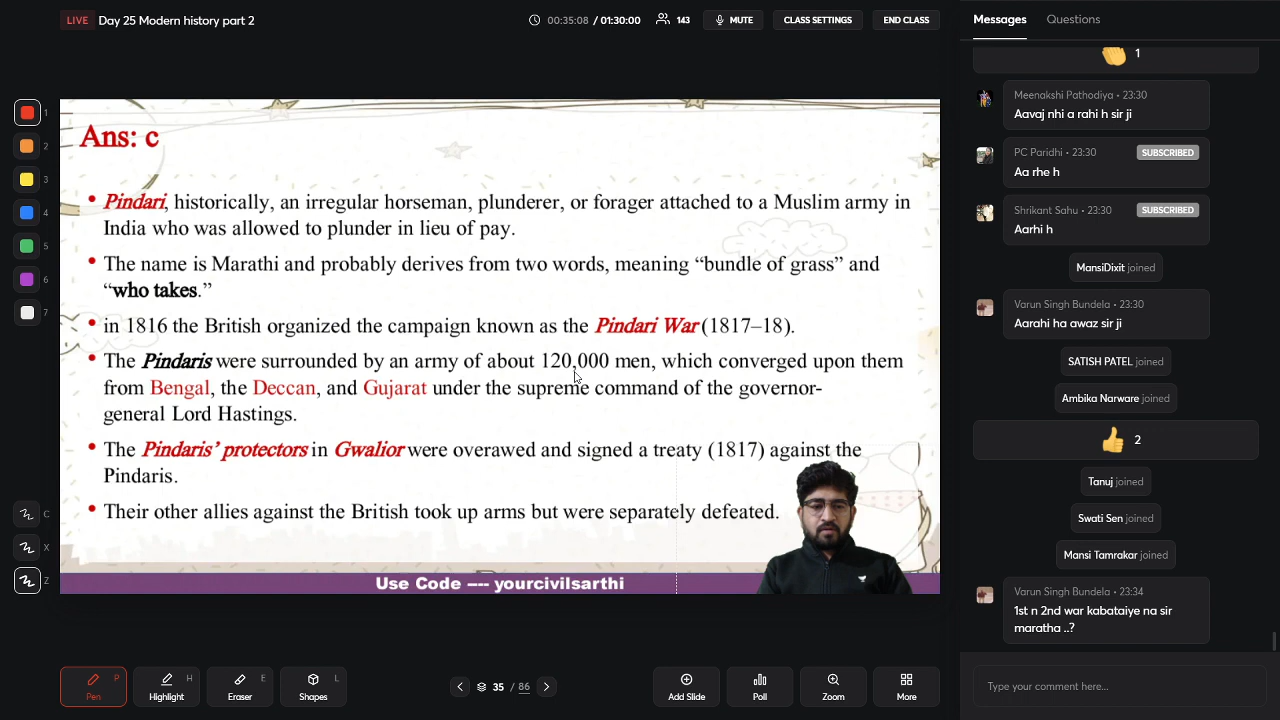 LIVE Day 25 Modern history part 2
00:35:08 / 01:30:00
143
MUTE
CLASS SETTINGS
END CLASS
1
2
3
4
5
6
7
C
X
Z
Ans: c
• Pindari, historically, an irregular horseman, plunderer, or forager attached to a Muslim army in
India who was allowed to plunder in lieu of pay.
• The name is Marathi and probably derives from two words, meaning “bundle of grass” and
“who takes.”
• in 1816 the British organized the campaign known as the Pindari War (1817–18).
• The Pindaris were surrounded by an army of about 120,000 men, which converged upon them
from Bengal, the Deccan, and Gujarat under the supreme command of the governor-
general Lord Hastings.
• The Pindaris’ protectors in Gwalior were overawed and signed a treaty (1817) against the
Pindaris.
• Their other allies against the British took up arms but were separately defeated.
Use Code ---- yourcivilsarthi
Pen P
Highlight H
Eraser E
Shapes L
35 / 86
Add Slide
Poll
Zoom
More
Messages
Questions
1
Meenakshi Pathodiya • 23:30
Aavaj nhi a rahi h sir ji
PC Paridhi • 23:30 SUBSCRIBED
Aa rhe h
Shrikant Sahu • 23:30 SUBSCRIBED
Aarhi h
MansiDixit joined
Varun Singh Bundela • 23:30
Aarahi ha awaz sir ji
SATISH PATEL joined
Ambika Narware joined
2
Tanuj joined
Swati Sen joined
Mansi Tamrakar joined
Varun Singh Bundela • 23:34
1st n 2nd war kabataiye na sir
maratha ..?
Type your comment here...